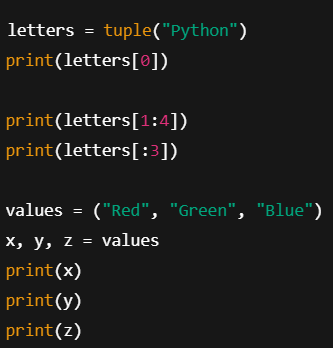 letters = tuple("Python")
print(letters[0])
print(letters[1:4])
print(letters[:3])
values = ("Red", "Green", "Blue")
x, y, z = values
print(x)
print(y)
print(z)